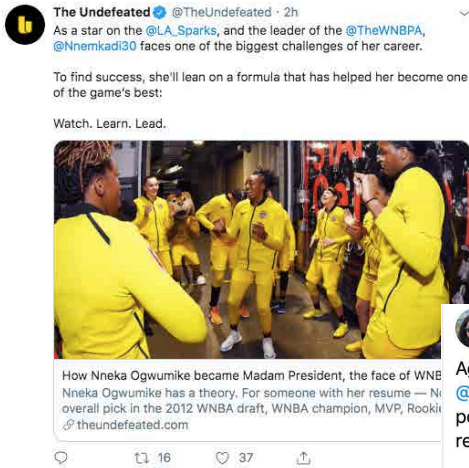 The Undefeated @TheUndefeated · 2h
As a star on the @LA_Sparks, and the leader of the @TheWNBPA,
@Nnemkadi30 faces one of the biggest challenges of her career.
To find success, she'll lean on a formula that has helped her become one
of the game's best:
Watch. Learn. Lead.
How Nneka Ogwumike became Madam President, the face of WNB
Nneka Ogwumike has a theory. For someone with her resume — N
overall pick in the 2012 WNBA draft, WNBA champion, MVP, Rookie
theundefeated.com
16 37